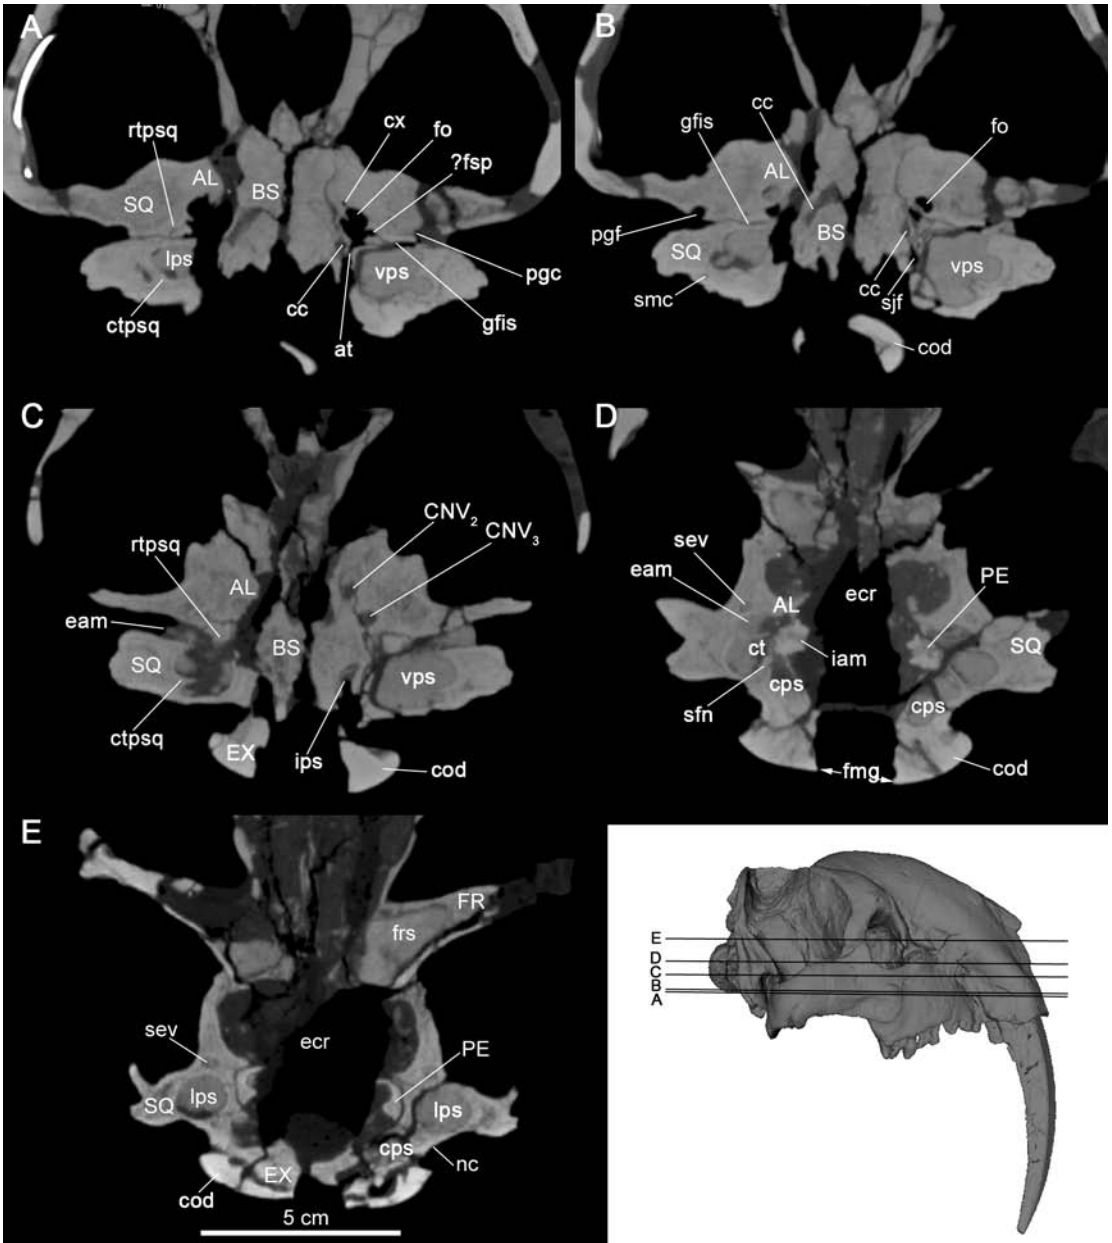 A
rtpsq
cx
fo
?fsp
AL
SQ
BS
lps
vps
pgc
ctpsq
cc
gfis
at
B
gfis
cc
fo
AL
pgf
BS
SQ
vps
smc
cc
sjf
cod
C
CNV2
CNV3
rtpsq
AL
eam
BS
SQ
vps
ctpsq
EX
ips
cod
D
sev
eam
PE
ecr
AL
ct
SQ
iam
cps
sfn
cps
fmg
cod
E
FR
frs
sev
ecr
PE
SQ
lps
lps
cps
nc
EX
cod
5 cm
E
D
C
B
A